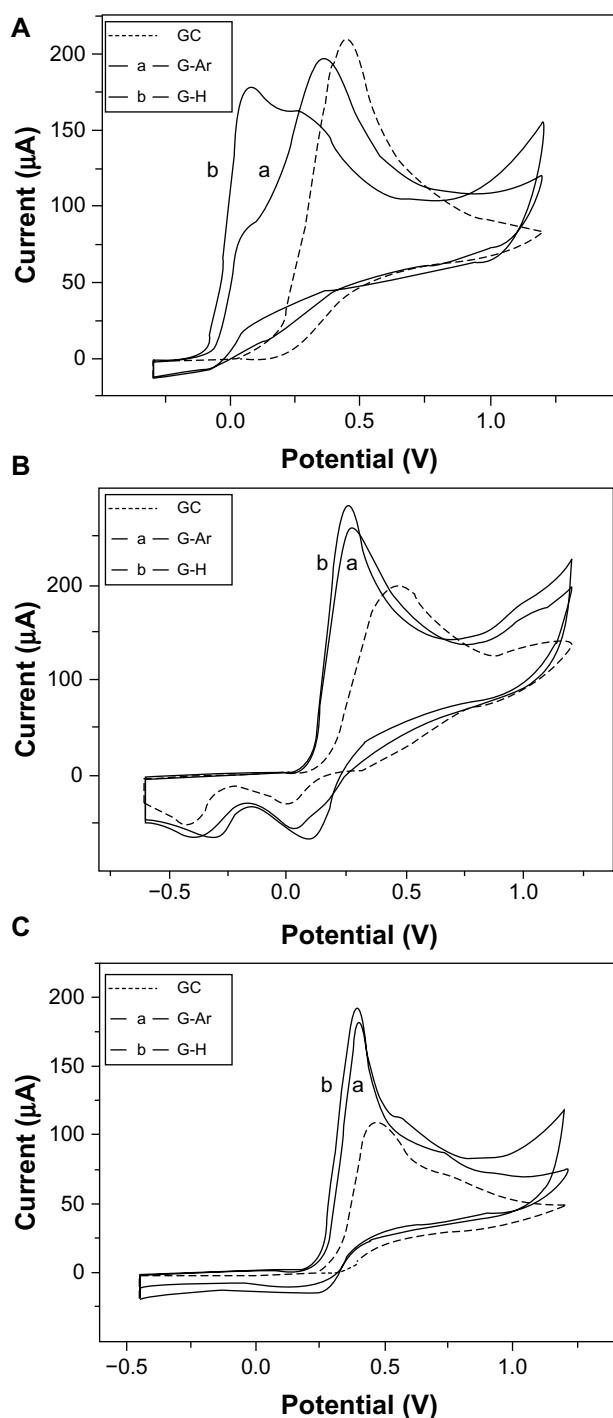 A
GC
a G-Ar
b G-H
200
150
100
50
0
b a
Current (µA)
0.0 0.5 1.0
Potential (V)
B
GC
a G-Ar
b G-H
200
100
0
b a
Current (µA)
−0.5 0.0 0.5 1.0
Potential (V)
C
GC
a G-Ar
b G-H
200
150
100
50
0
b a
Current (µA)
−0.5 0.0 0.5 1.0
Potential (V)